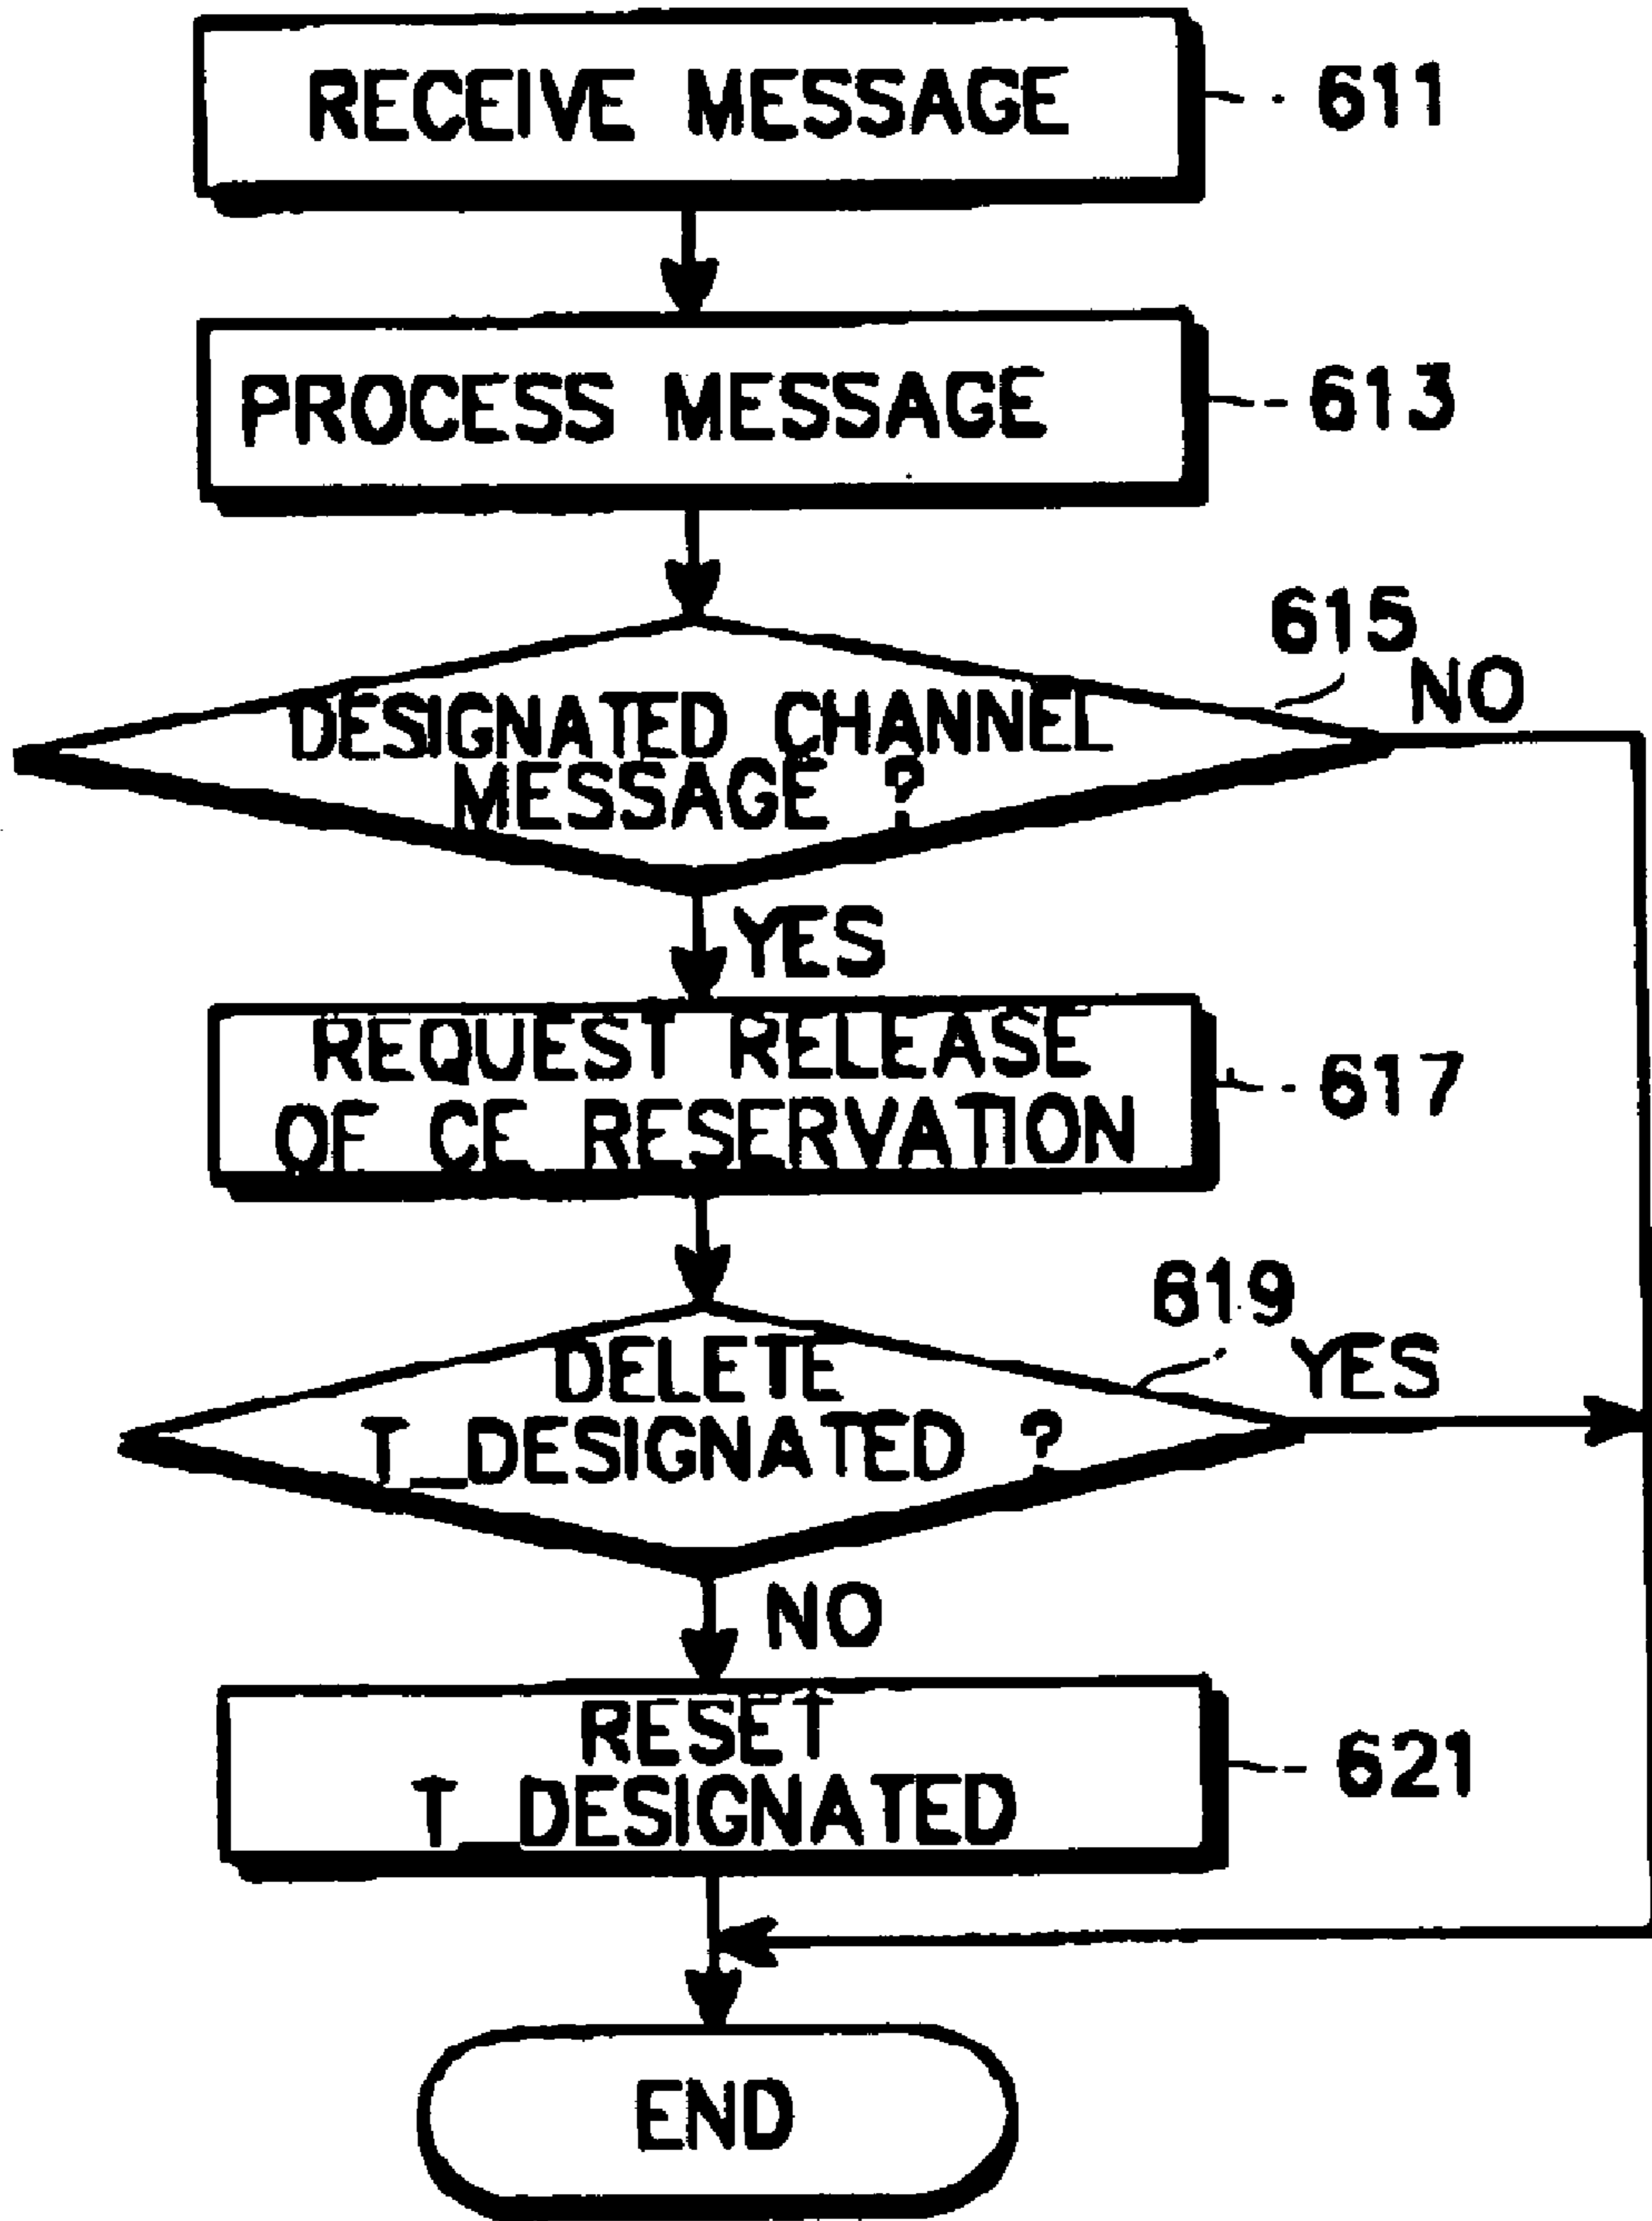 RECEIVE MESSAGE
611
PROCESS MESSAGE
613
615
NO
DESIGNATED CHANNEL
MESSAGE ?
YES
REQUEST RELEASE
OF CE RESERVATION
617
619
YES
DELETE
T_DESIGNATED ?
NO
RESET
T_DESIGNATED
621
END